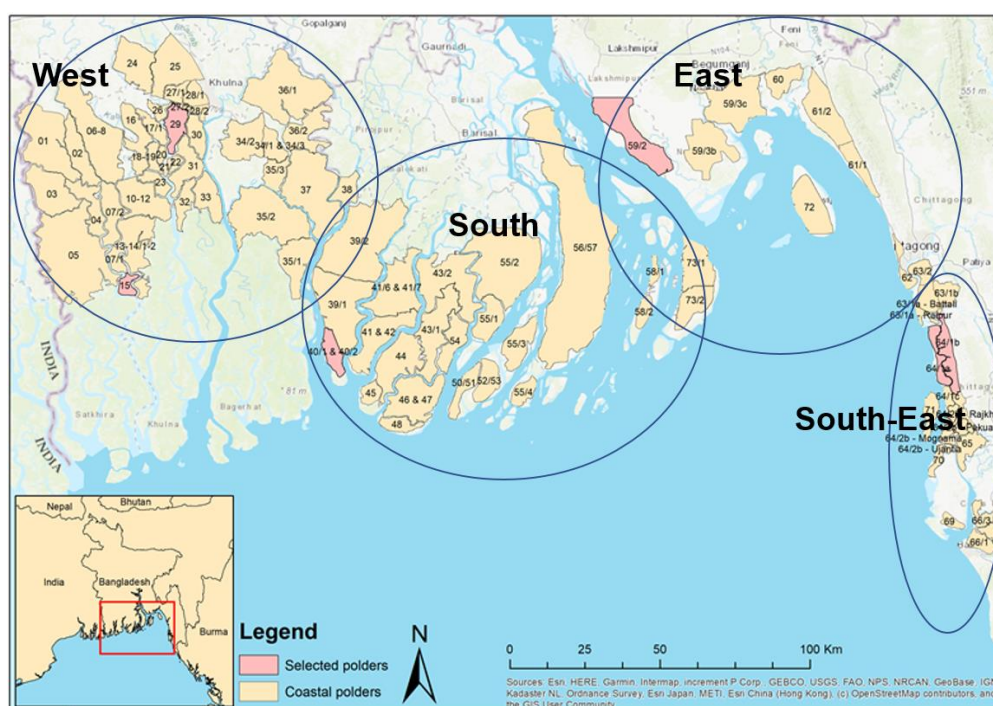 West
East
South
South-East
Gopalganj
Gaurnadi
Lakshmipur
Lakshmipur
Feni
Feni
N104
Begumganj
Khulna
Barisal
Barisal
Pirojpur
Chittagong
Patiya
INDIA
INDIA
Satkhira
Khulna
Bagerhat
24
25
27/1
28/1
28/2
26
16
17/1
29
30
01
02
06-8
18-19
20
21
22
31
23
03
04
07/2
10-12
32
33
05
13-14/1-2
07/1
15
36/1
36/2
34/2
34/1 & 34/3
35/3
37
38
35/2
35/1
39/2
39/1
41/6 & 41/7
43/2
55/2
41 & 42
43/1
54
55/1
40/1 & 40/2
44
55/3
45
46 & 47
50/51
52/53
55/4
48
56/57
58/1
58/2
73/1
73/2
59/2
59/3c
59/3b
60
61/2
61/1
72
62
63/2
63/1b
63/1a - Battali
63/1a - Raipur
64/1b
64/1a
64/1c
71
64/2b - Mognama
64/2b - Ujantia
65
70
69
66/3
66/1
Nepal
Bhutan
India
Bangladesh
Burma
Legend
Selected polders
Coastal polders
N
0 25 50 100 Km
Sources: Esri, HERE, Garmin, Intermap, increment P Corp., GEBCO, USGS, FAO, NPS, NRCAN, GeoBase, IGN,
Kadaster NL, Ordnance Survey, Esri Japan, METI, Esri China (Hong Kong), (c) OpenStreetMap contributors, and
the GIS User Community